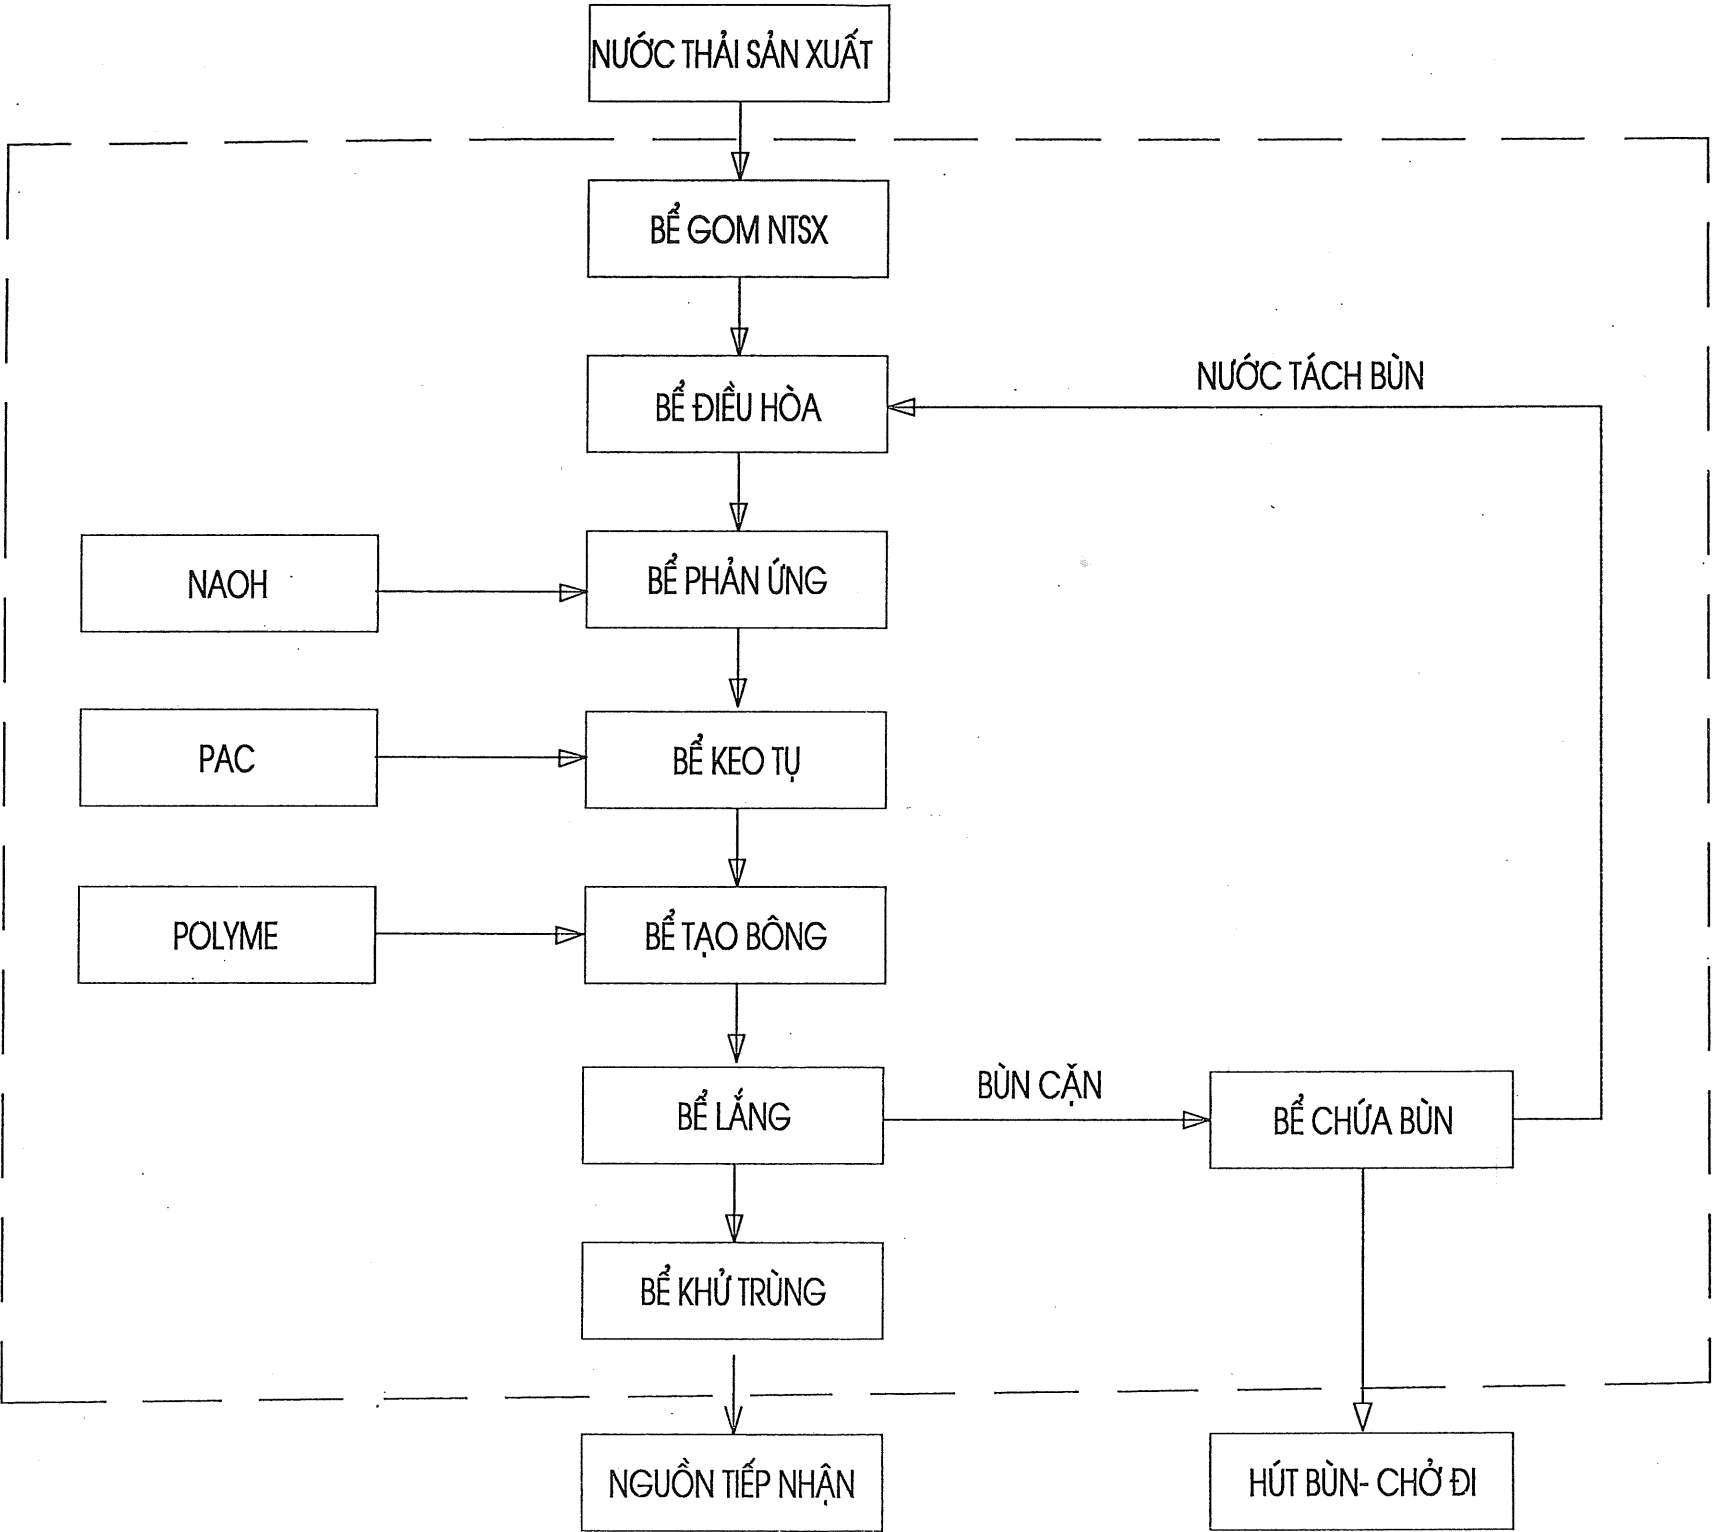 NƯỚC THẢI SẢN XUẤT
BỂ GOM NTSX
NƯỚC TÁCH BÙN
BỂ ĐIỀU HÒA
NAOH
BỂ PHẢN ỨNG
PAC
BỂ KEO TỤ
POLYME
BỂ TẠO BÔNG
BỂ LẮNG
BÙN CẶN
BỂ CHỨA BÙN
BỂ KHỬ TRÙNG
NGUỒN TIẾP NHẬN
HÚT BÙN- CHỞ ĐI